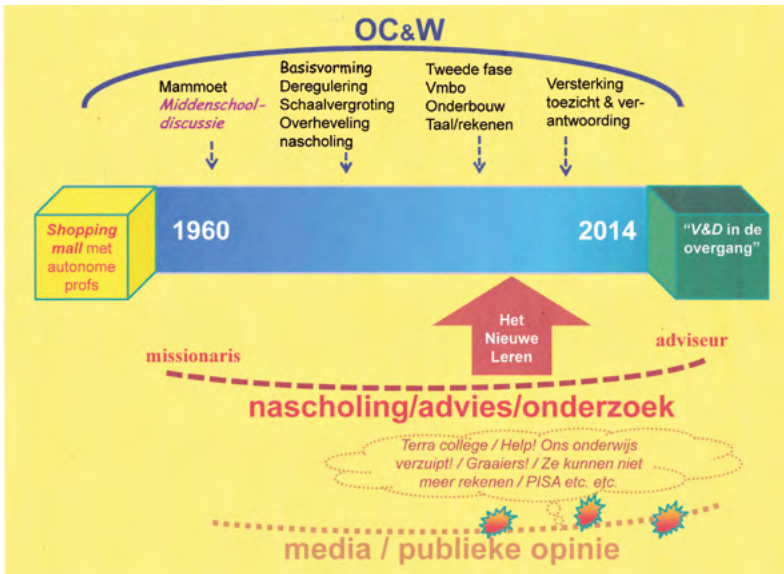 OC&W
Mammoet
Middenschool-
discussie
Basisvorming
Deregulering
Schaalvergroting
Overheveling
nascholing
Tweede fase
Vmbo
Onderbouw
Taal/rekenen
Versterking
toezicht & ver-
antwoording
Shopping
mall met
autonome
profs
1960
2014
"V&D in de
overgang"
Het
Nieuwe
Leren
missionaris
adviseur
nascholing/advies/onderzoek
Terra college / Help! Ons onderwijs
verzuipt! / Graaiers! / Ze kunnen niet
meer rekenen / PISA etc. etc.
media / publieke opinie